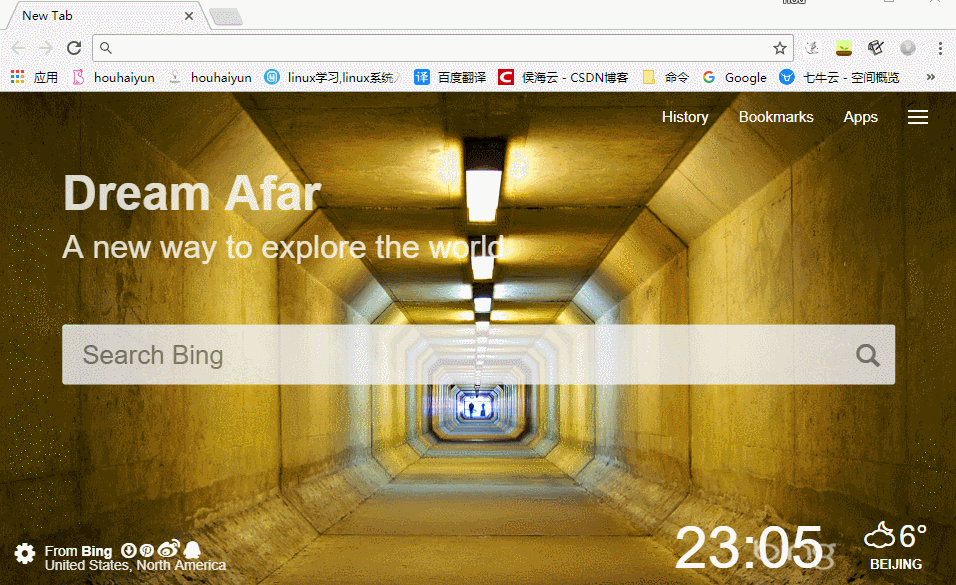 New Tab
应用 houhaiyun houhaiyun linux学习,linux系统 百度翻译 侯海云 - CSDN博客 命令 Google 七牛云 - 空间概览 »
History Bookmarks Apps
Dream Afar
A new way to explore the world
Search Bing
From Bing
United States, North America
23:05
bing
6°
BEIJING